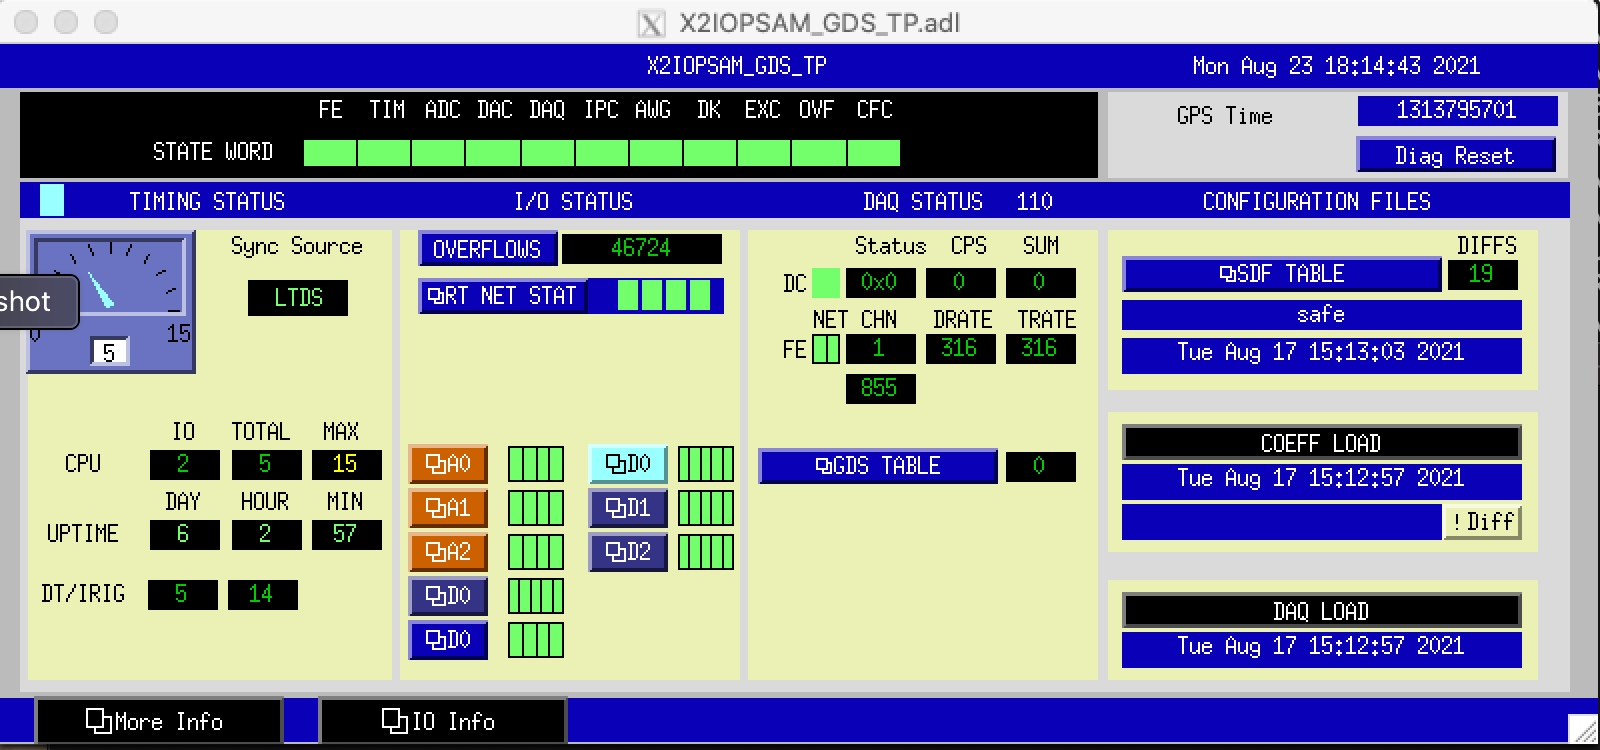 X2IOPSAM_GDS_TP.adl
X2IOPSAM_GDS_TP Mon Aug 23 18:14:43 2021
FE TIM ADC DAC DAQ IPC AWG DK EXC OVF CFC
STATE WORD
GPS Time 1313795701
Diag Reset
TIMING STATUS I/O STATUS DAQ STATUS 110 CONFIGURATION FILES
Sync Source
LTDS
shot
0 15
5
IO TOTAL MAX
CPU 2 5 15
DAY HOUR MIN
UPTIME 6 2 57
DT/IRIG 5 14
OVERFLOWS 46724
RT NET STAT
A0 D0
A1 D1
A2 D2
D0
D0
Status CPS SUM
DC 0x0 0 0
NET CHN DRATE TRATE
FE 1 316 316
855
GDS TABLE 0
DIFFS
SDF TABLE 19
safe
Tue Aug 17 15:13:03 2021
COEFF LOAD
Tue Aug 17 15:12:57 2021
!Diff
DAQ LOAD
Tue Aug 17 15:12:57 2021
More Info IO Info